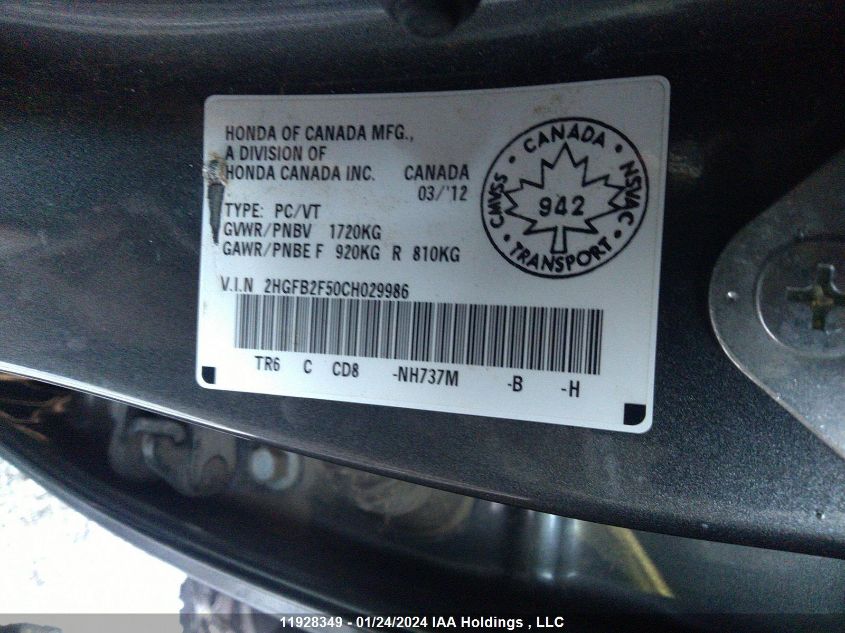 HONDA OF CANADA MFG.,
A DIVISION OF
HONDA CANADA INC. CANADA
03/'12
TYPE: PC/VT
GVWR/PNBV 1720KG
GAWR/PNBE F 920KG R 810KG
CANADA
CMVSS · NSVAC
942
TRANSPORT
V.I.N 2HGFB2F50CH029986
TR6 C CD8 -NH737M -B -H
11928349 - 01/24/2024 IAA Holdings , LLC